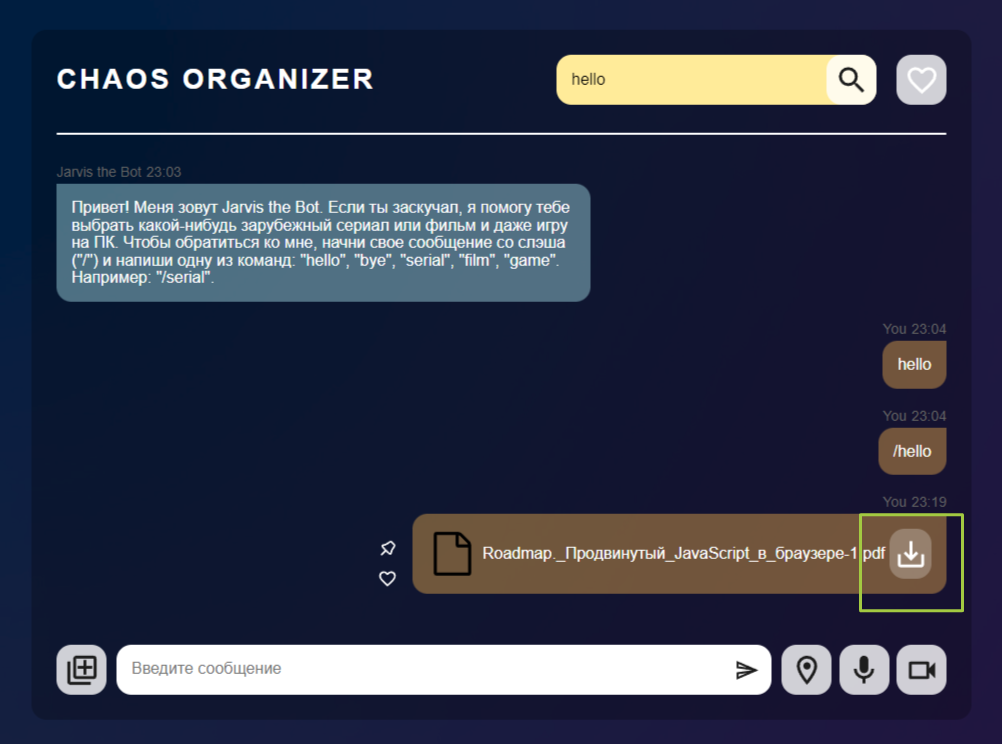 CHAOS ORGANIZER
hello
Jarvis the Bot 23:03
Привет! Меня зовут Jarvis the Bot. Если ты заскучал, я помогу тебе
выбрать какой-нибудь зарубежный сериал или фильм и даже игру
на ПК. Чтобы обратиться ко мне, начни свое сообщение со слэша
("/") и напиши одну из команд: "hello", "bye", "serial", "film", "game".
Например: "/serial".
You 23:04
hello
You 23:04
/hello
You 23:19
Roadmap._Продвинутый_JavaScript_в_браузере-1.pdf
Введите сообщение